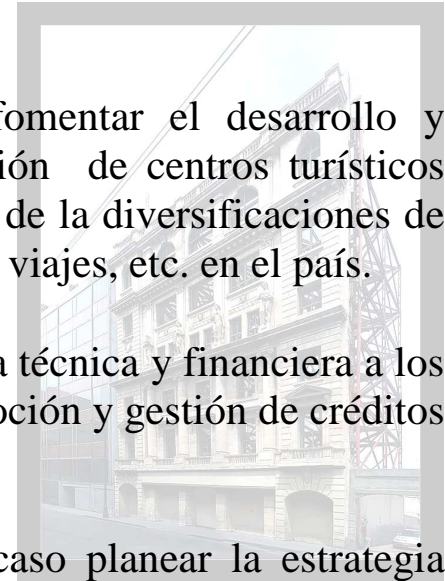 fomentar el desarrollo y
ión de centros turísticos
de la diversificaciones de
viajes, etc. en el país.
a técnica y financiera a los
oción y gestión de créditos
caso planear la estrategia